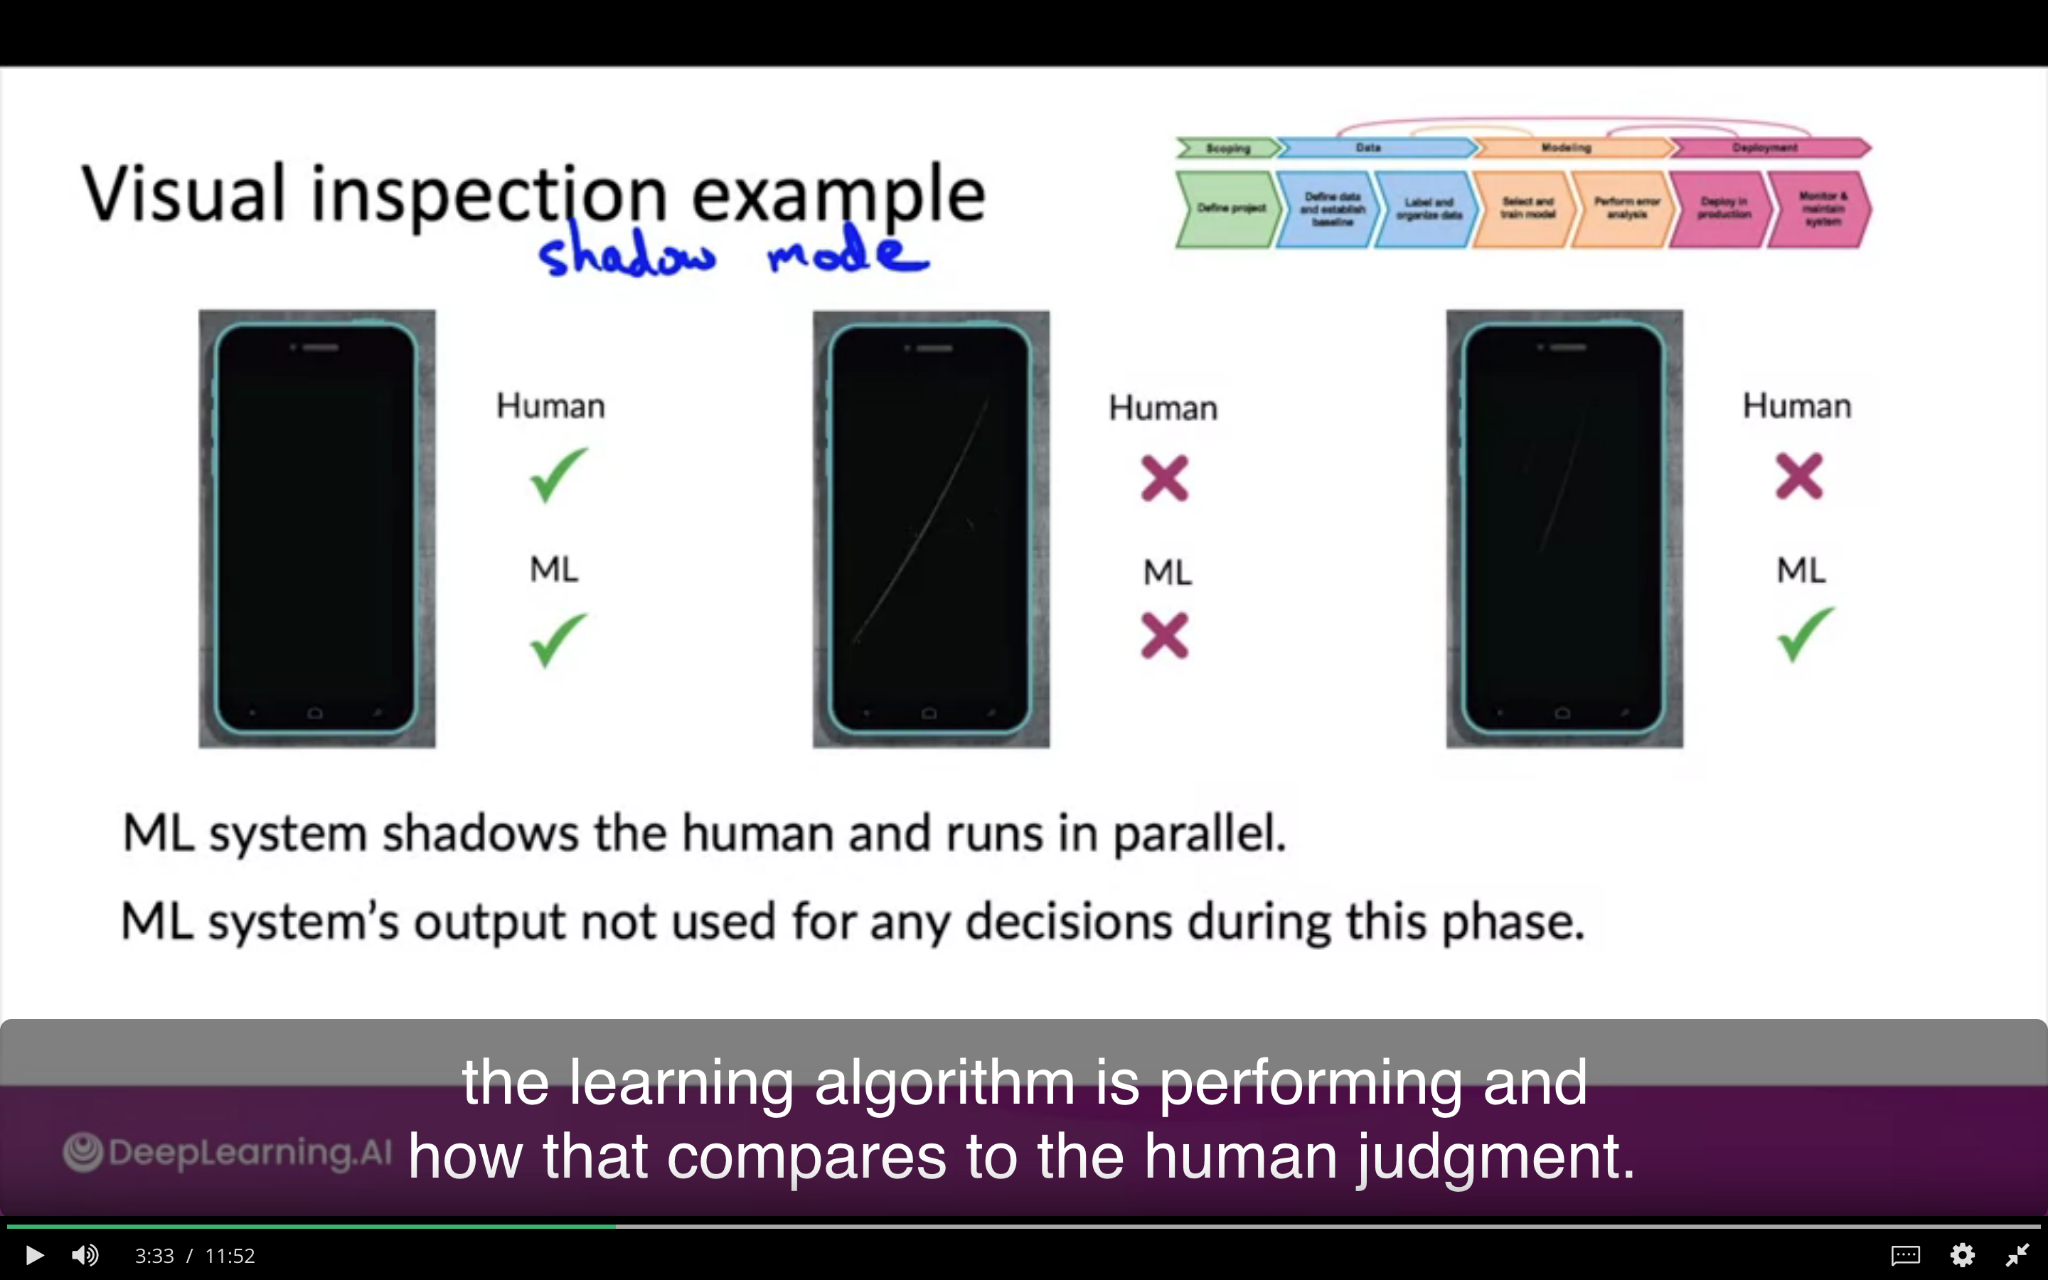 Visual inspection example
shadow mode
Scoping
Data
Modeling
Deployment
Define project
Define data
and establish
baseline
Label and
organize data
Select and
train model
Perform error
analysis
Deploy in
production
Monitor &
maintain
system
Human
ML
Human
ML
Human
ML
ML system shadows the human and runs in parallel.
ML system’s output not used for any decisions during this phase.
the learning algorithm is performing and
how that compares to the human judgment.
DeepLearning.AI
3:33 / 11:52